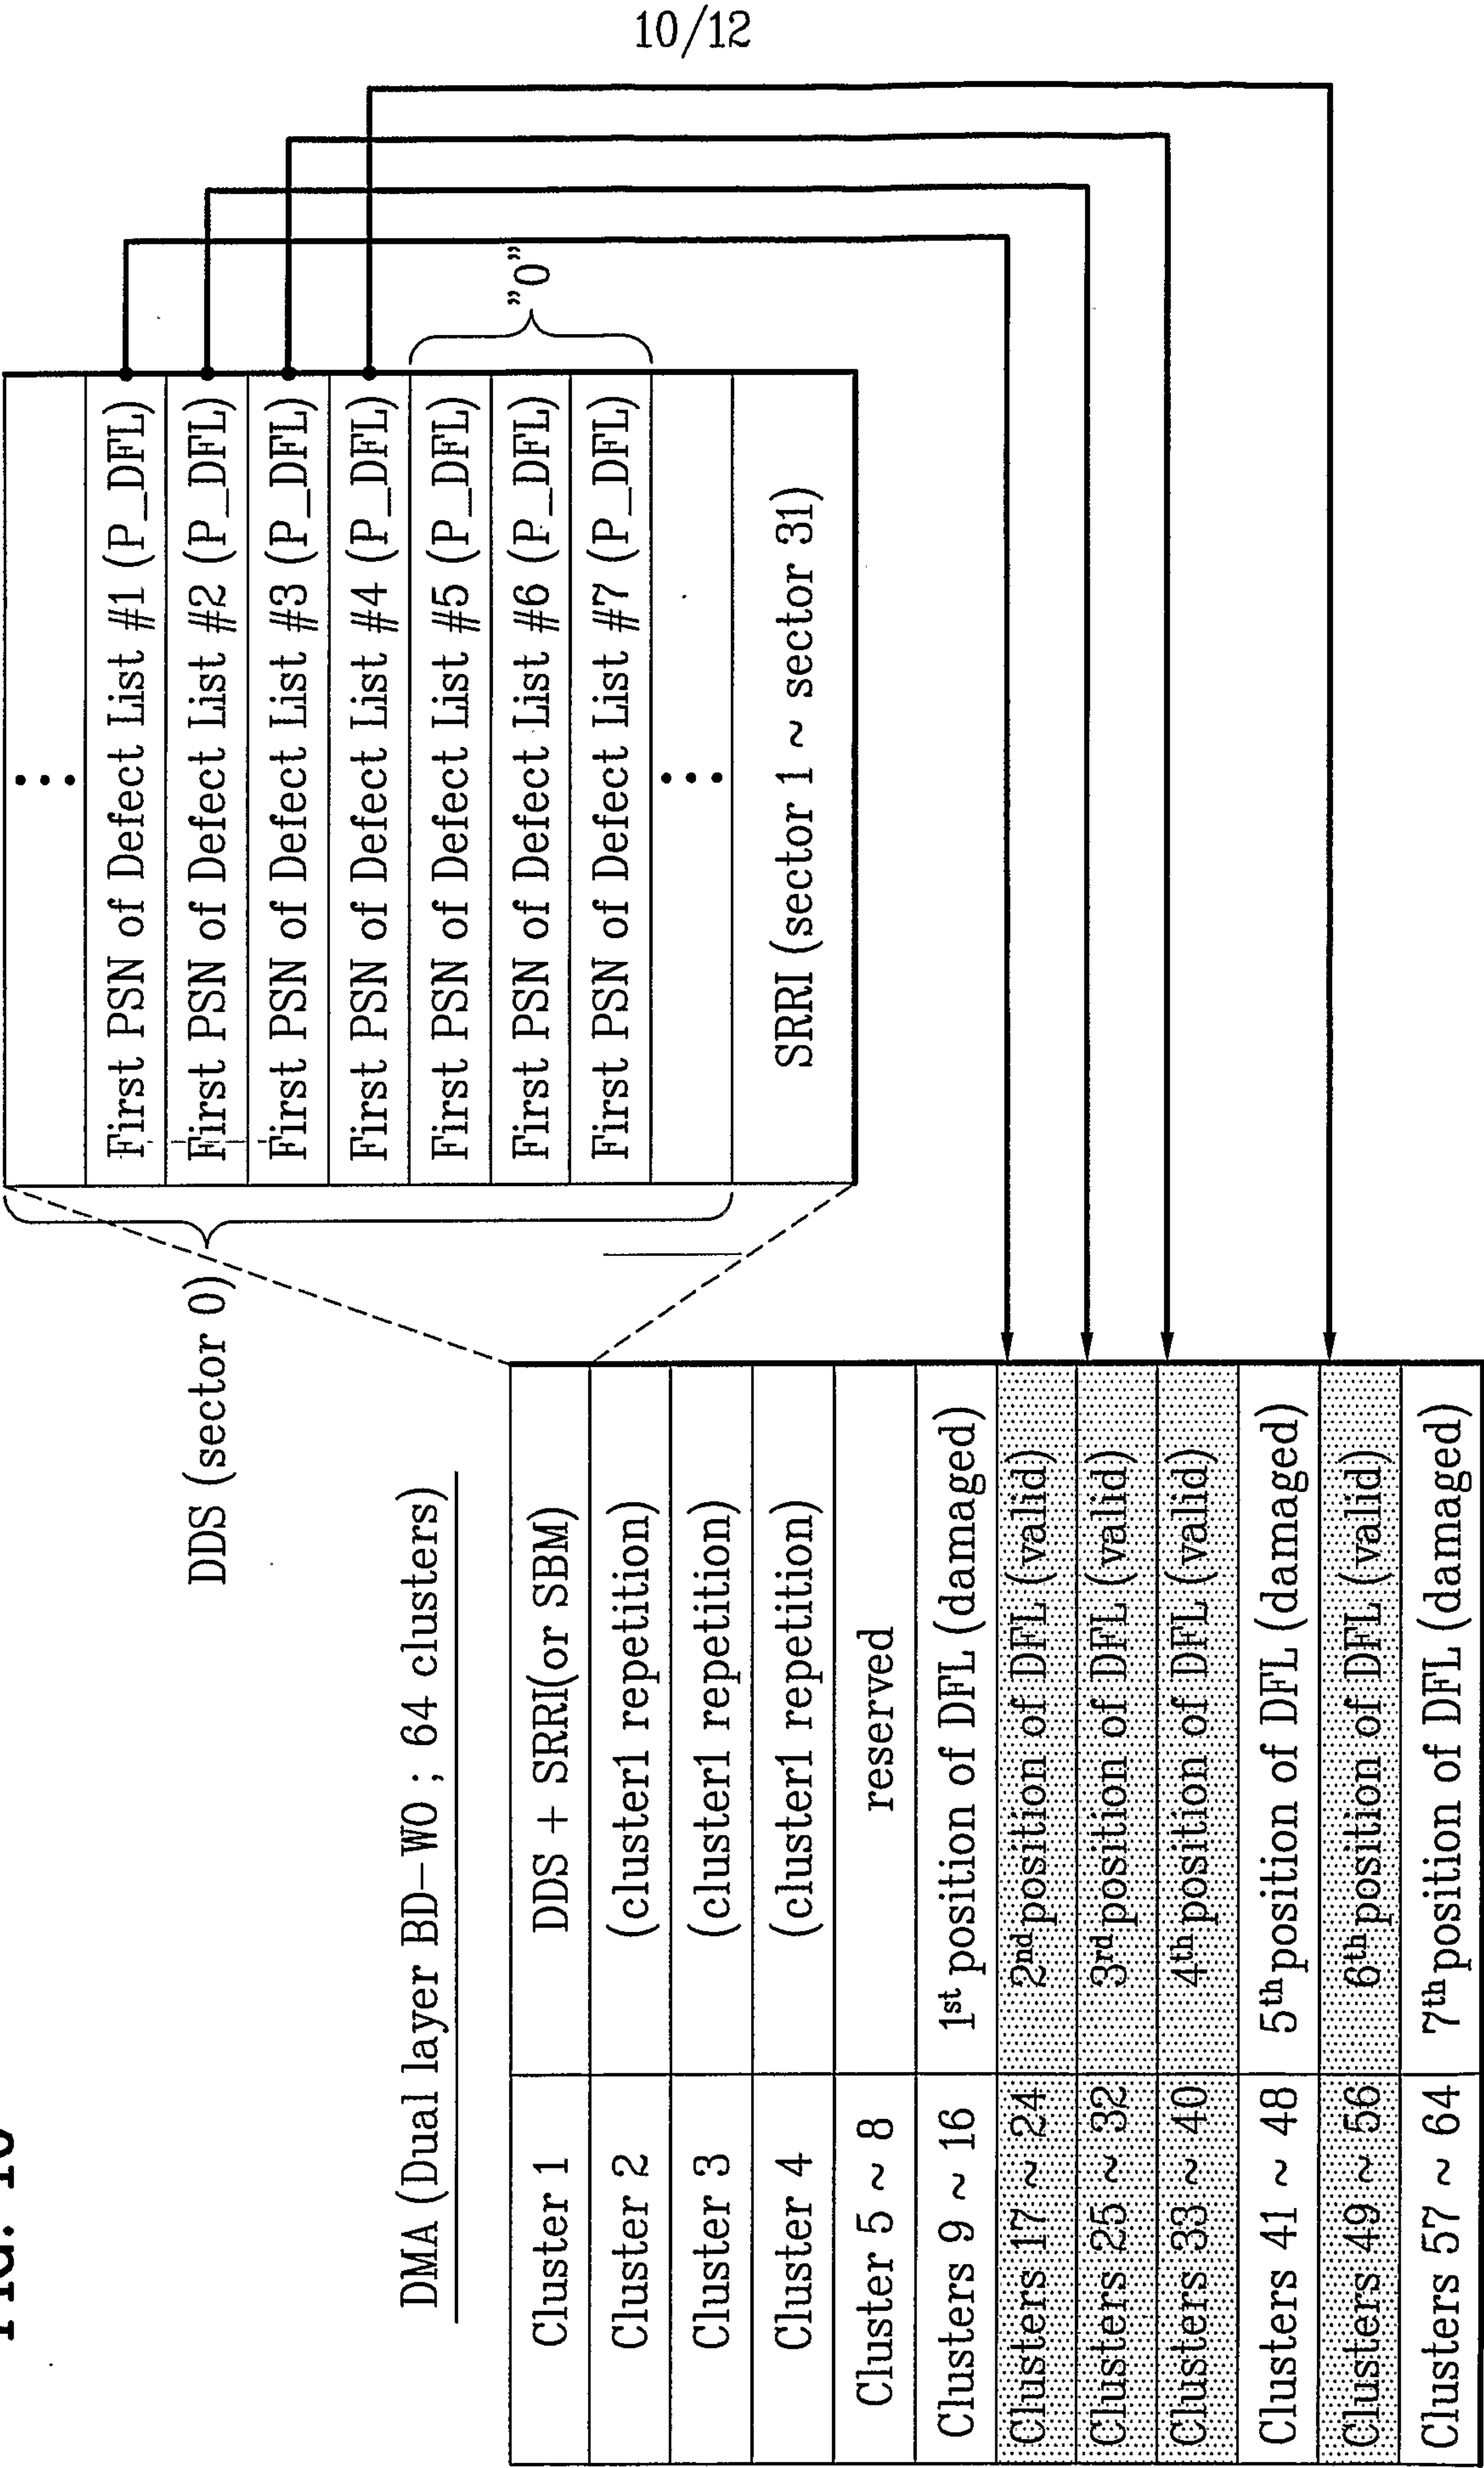 10/12
FIG. 10
DMA (Dual layer BD-WO ; 64 clusters)
Cluster 1 DDS + SRRI(or SBM)
Cluster 2 (cluster1 repetition)
Cluster 3 (cluster1 repetition)
Cluster 4 (cluster1 repetition)
Cluster 5 ~ 8 reserved
Clusters 9 ~ 16 1st position of DFL (damaged)
Clusters 17 ~ 24 2nd position of DFL (valid)
Clusters 25 ~ 32 3rd position of DFL (valid)
Clusters 33 ~ 40 4th position of DFL (valid)
Clusters 41 ~ 48 5th position of DFL (damaged)
Clusters 49 ~ 56 6th position of DFL (valid)
Clusters 57 ~ 64 7th position of DFL (damaged)
DDS (sector 0)
⋮
First PSN of Defect List #1 (P_DFL)
First PSN of Defect List #2 (P_DFL)
First PSN of Defect List #3 (P_DFL)
First PSN of Defect List #4 (P_DFL)
First PSN of Defect List #5 (P_DFL)
First PSN of Defect List #6 (P_DFL)
First PSN of Defect List #7 (P_DFL)
⋮
SRRI (sector 1 ~ sector 31)
"0"